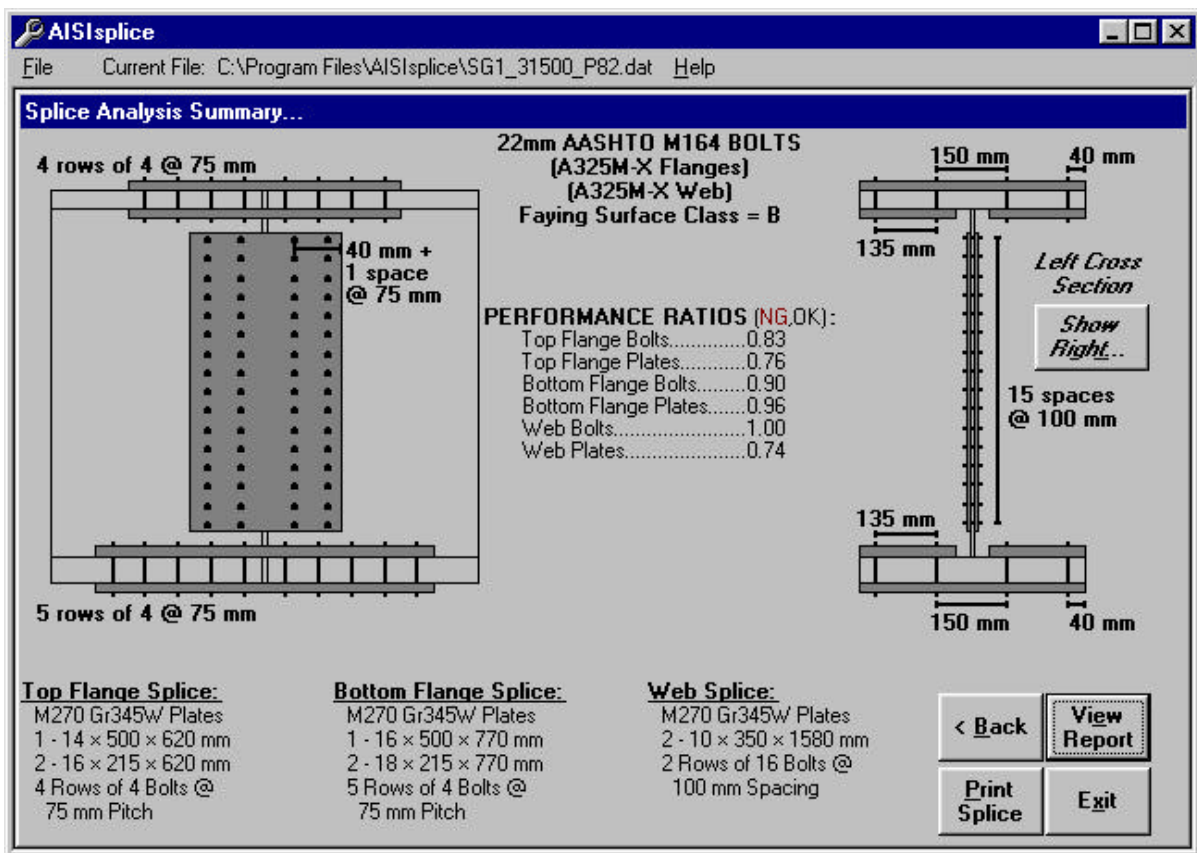 AISIsplice
File Current File: C:\Program Files\AISIsplice\SG1_31500_P82.dat Help
Splice Analysis Summary...
4 rows of 4 @ 75 mm
22mm AASHTO M164 BOLTS
(A325M-X Flanges)
(A325M-X Web)
Faying Surface Class = B
150 mm
40 mm
40 mm +
1 space
@ 75 mm
135 mm
Left Cross
Section
Show
Right...
PERFORMANCE RATIOS (NG,OK):
Top Flange Bolts..............0.83
Top Flange Plates............0.76
Bottom Flange Bolts........0.90
Bottom Flange Plates.......0.96
Web Bolts........................1.00
Web Plates......................0.74
15 spaces
@ 100 mm
135 mm
5 rows of 4 @ 75 mm
150 mm
40 mm
Top Flange Splice:
M270 Gr345W Plates
1 - 14 × 500 × 620 mm
2 - 16 × 215 × 620 mm
4 Rows of 4 Bolts @
75 mm Pitch
Bottom Flange Splice:
M270 Gr345W Plates
1 - 16 × 500 × 770 mm
2 - 18 × 215 × 770 mm
5 Rows of 4 Bolts @
75 mm Pitch
Web Splice:
M270 Gr345W Plates
2 - 10 × 350 × 1580 mm
2 Rows of 16 Bolts @
100 mm Spacing
< Back
View
Report
Print
Splice
Exit